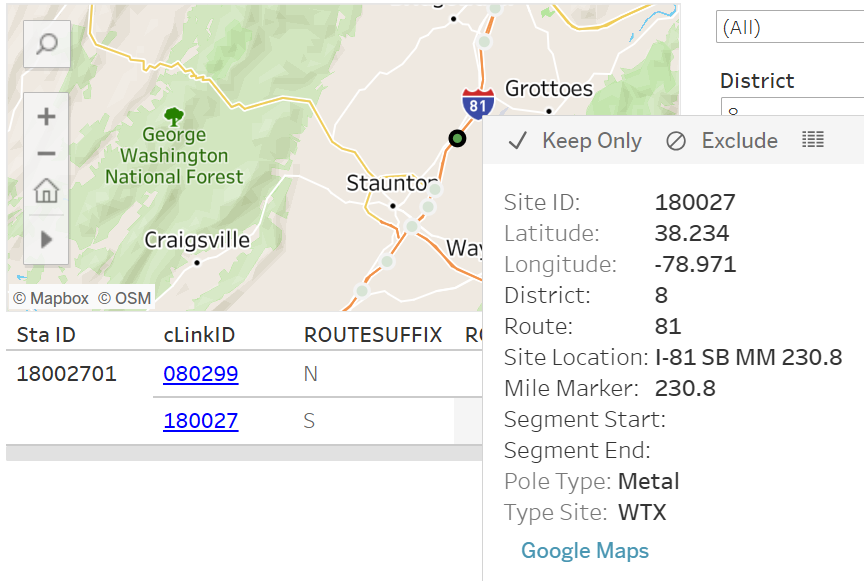 (All)
District
8
81
Grottoes
George
Washington
National Forest
Staunton
Craigsville
Way
© Mapbox © OSM
Keep Only
Exclude
Site ID: 180027
Latitude: 38.234
Longitude: -78.971
District: 8
Route: 81
Site Location: I-81 SB MM 230.8
Mile Marker: 230.8
Segment Start:
Segment End:
Pole Type: Metal
Type Site: WTX
Google Maps
Sta ID cLinkID ROUTESUFFIX
18002701 080299 N
180027 S